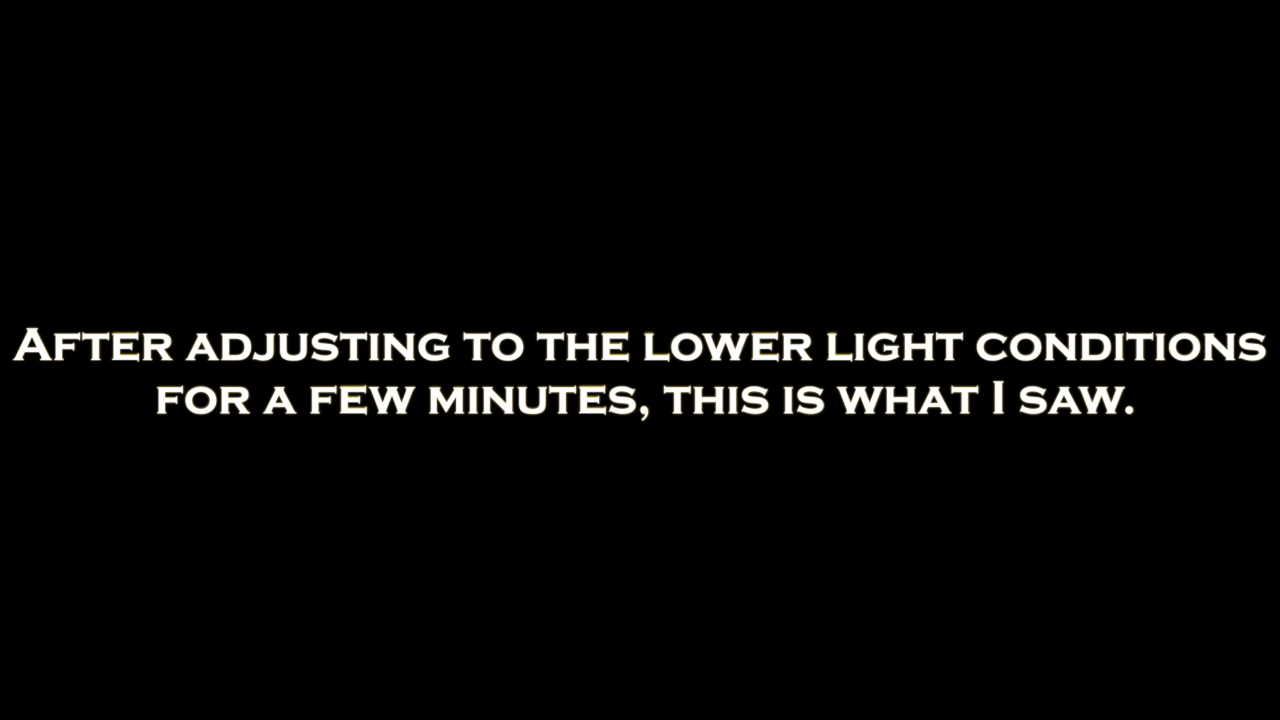 After adjusting to the lower light conditions
for a few minutes, this is what I saw.